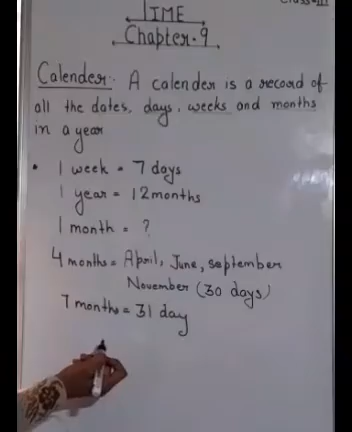 TIME
Chapter-9
Calender: A calender is a record of
all the dates, days, weeks and months
in a year
• 1 week = 7 days
1 year = 12 months
1 month = ?
4 months = April, June, september
November (30 days)
7 months = 31 day